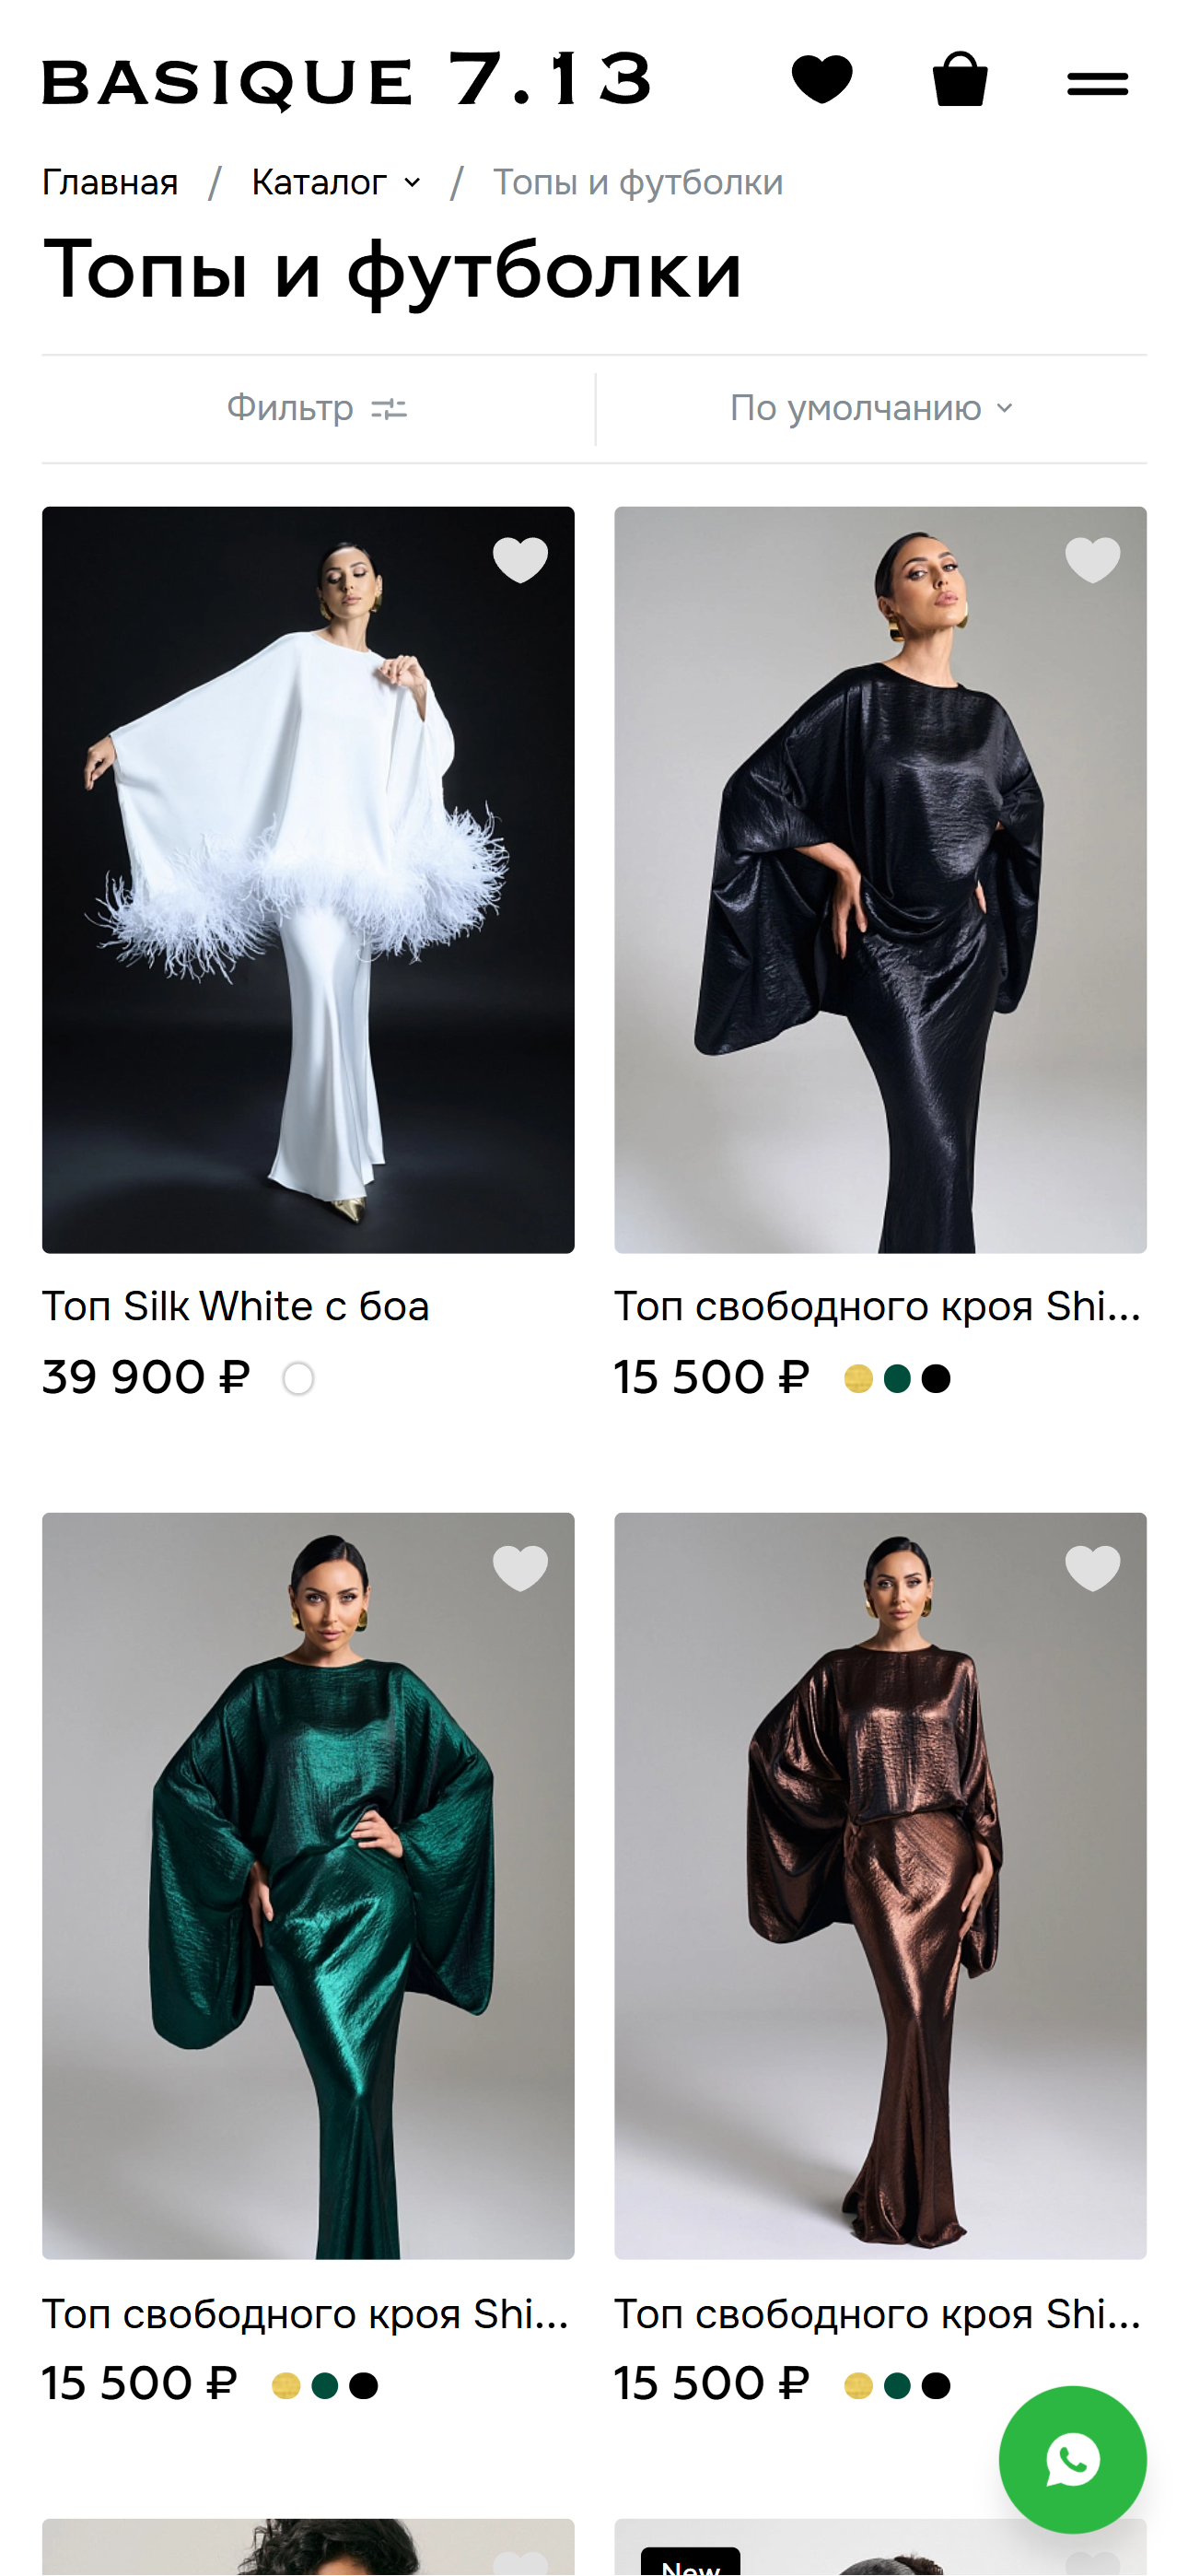 BASIQUE 7.13
Главная / Каталог / Топы и футболки
Топы и футболки
Фильтр
По умолчанию
Топ Silk White с боа
39 900 ₽
Топ свободного кроя Shi...
15 500 ₽
Топ свободного кроя Shi...
15 500 ₽
Топ свободного кроя Shi...
15 500 ₽
New